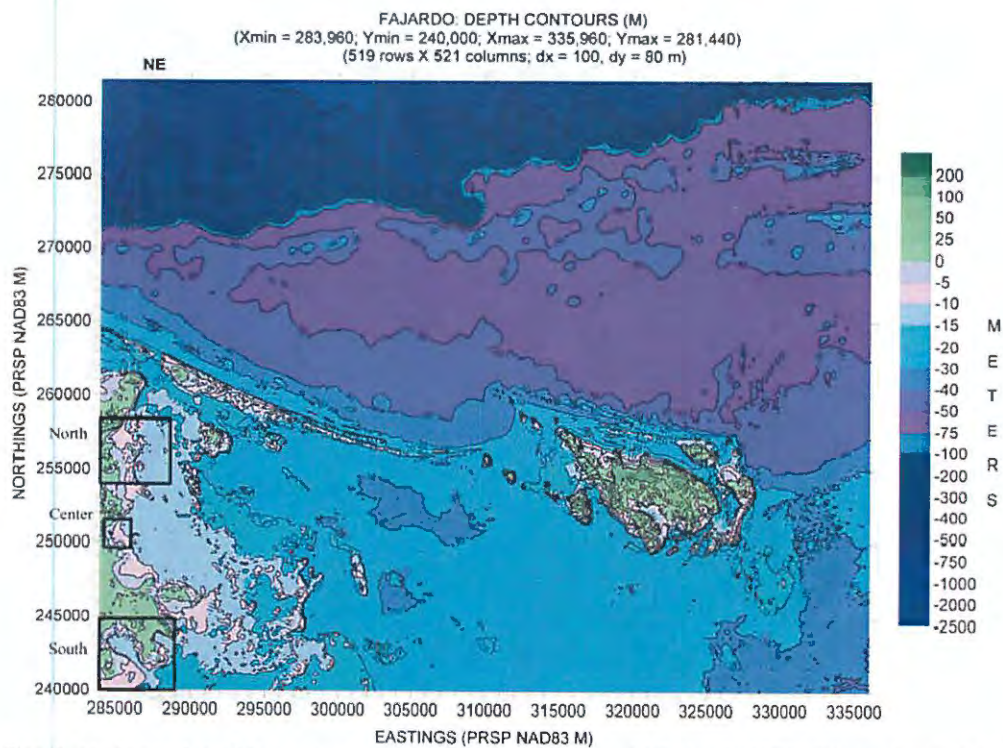 FAJARDO: DEPTH CONTOURS (M)
(Xmin = 283,960; Ymin = 240,000; Xmax = 335,960; Ymax = 281,440)
(519 rows X 521 columns; dx = 100, dy = 80 m)
NE
280000
275000
270000
265000
260000
255000
250000
245000
240000
NORTHINGS (PRSP NAD83 M)
North
Center
South
285000 290000 295000 300000 305000 310000 315000 320000 325000 330000 335000
EASTINGS (PRSP NAD83 M)
200
100
50
25
0
-5
-10
-15
-20
-30
-40
-50
-75
-100
-200
-300
-400
-500
-750
-1000
-2000
-2500
METERS